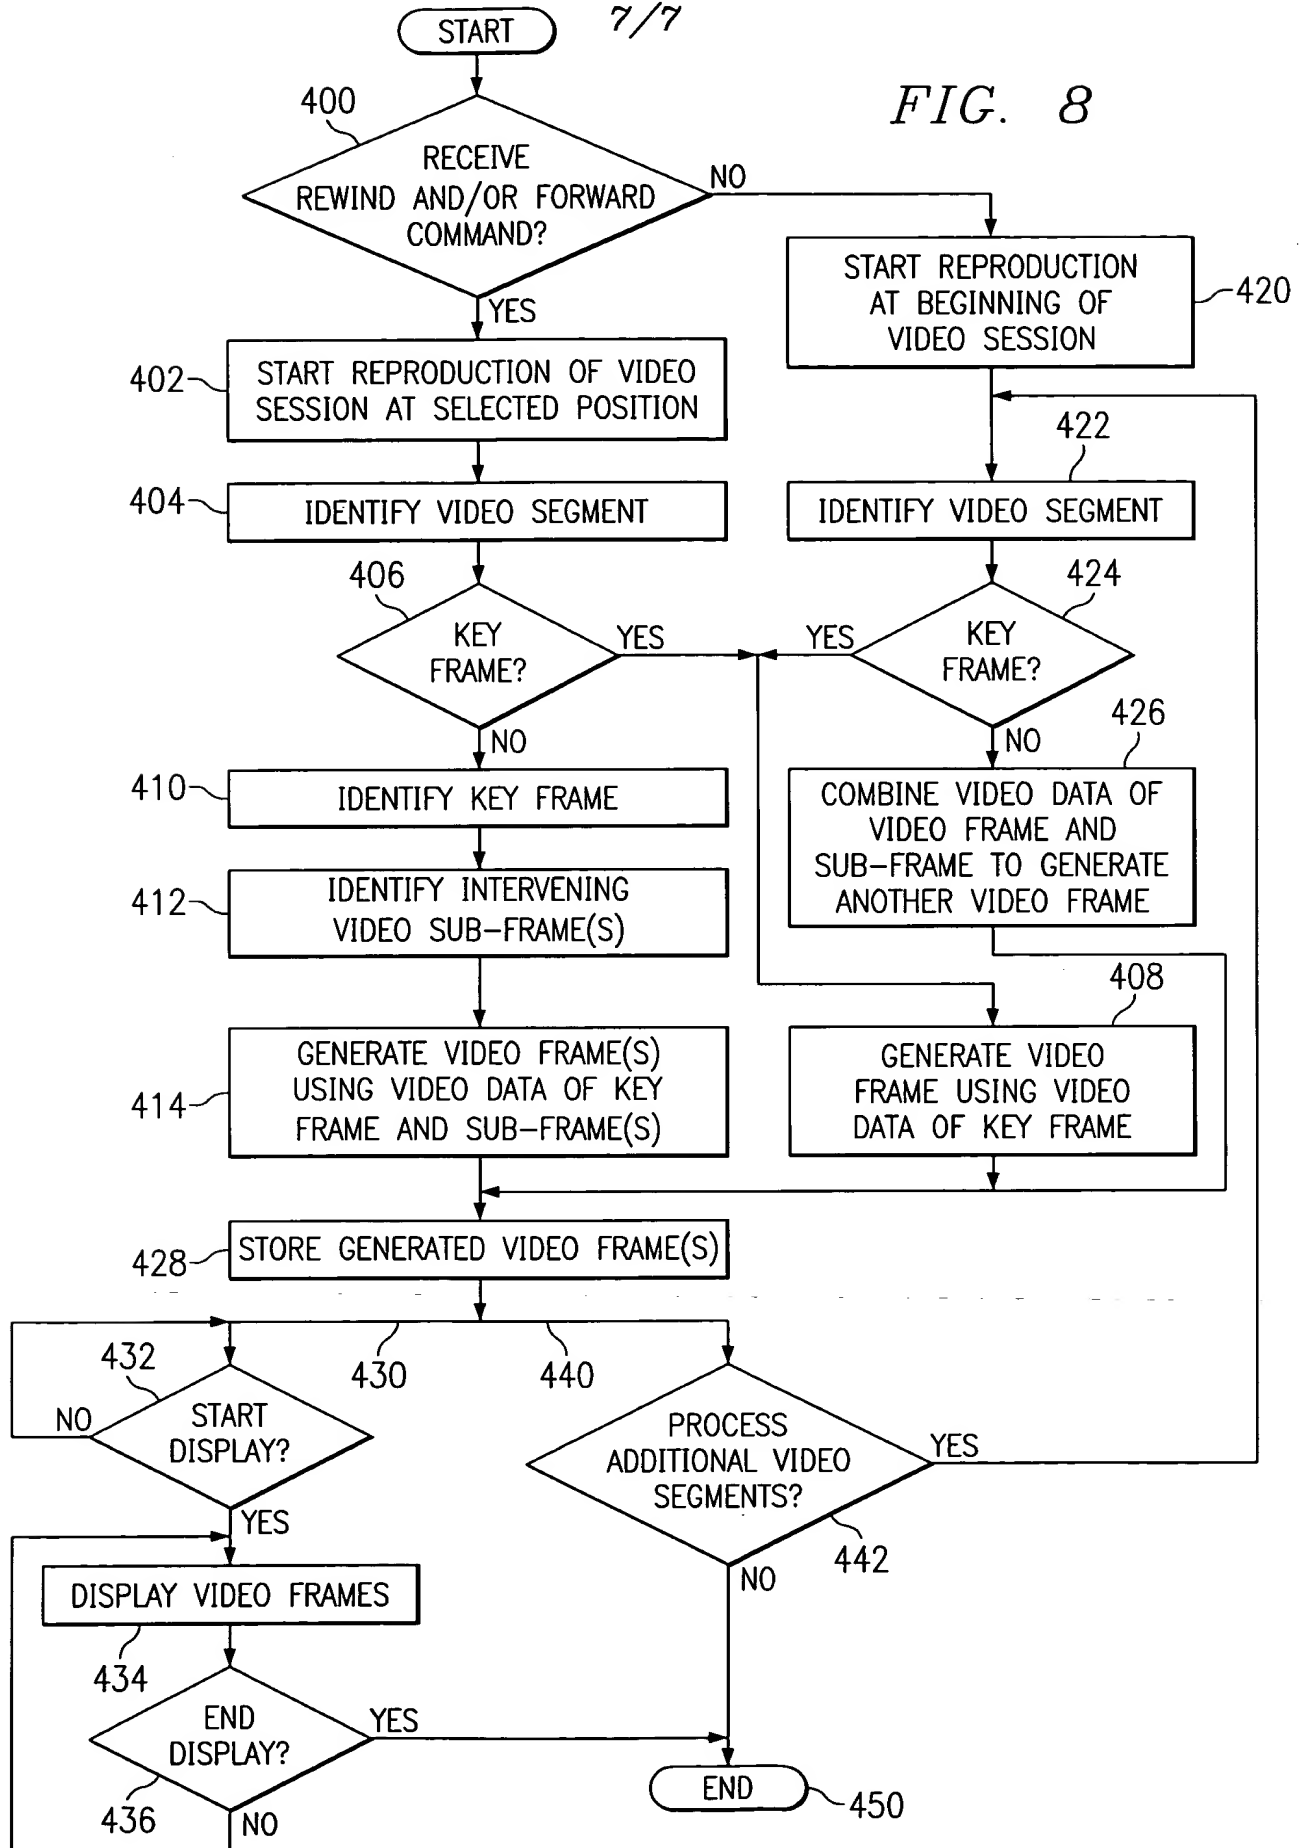 START
7/7
FIG. 8
400
RECEIVE
REWIND AND/OR FORWARD
COMMAND?
NO
YES
START REPRODUCTION
AT BEGINNING OF
VIDEO SESSION
420
402
START REPRODUCTION OF VIDEO
SESSION AT SELECTED POSITION
422
404
IDENTIFY VIDEO SEGMENT
IDENTIFY VIDEO SEGMENT
406
KEY
FRAME?
YES
NO
424
KEY
FRAME?
YES
NO
410
IDENTIFY KEY FRAME
426
COMBINE VIDEO DATA OF
VIDEO FRAME AND
SUB-FRAME TO GENERATE
ANOTHER VIDEO FRAME
412
IDENTIFY INTERVENING
VIDEO SUB-FRAME(S)
408
GENERATE VIDEO
FRAME USING VIDEO
DATA OF KEY FRAME
414
GENERATE VIDEO FRAME(S)
USING VIDEO DATA OF KEY
FRAME AND SUB-FRAME(S)
428
STORE GENERATED VIDEO FRAME(S)
430
440
432
START
DISPLAY?
NO
YES
PROCESS
ADDITIONAL VIDEO
SEGMENTS?
YES
442
NO
DISPLAY VIDEO FRAMES
434
END
DISPLAY?
YES
436
NO
END
450